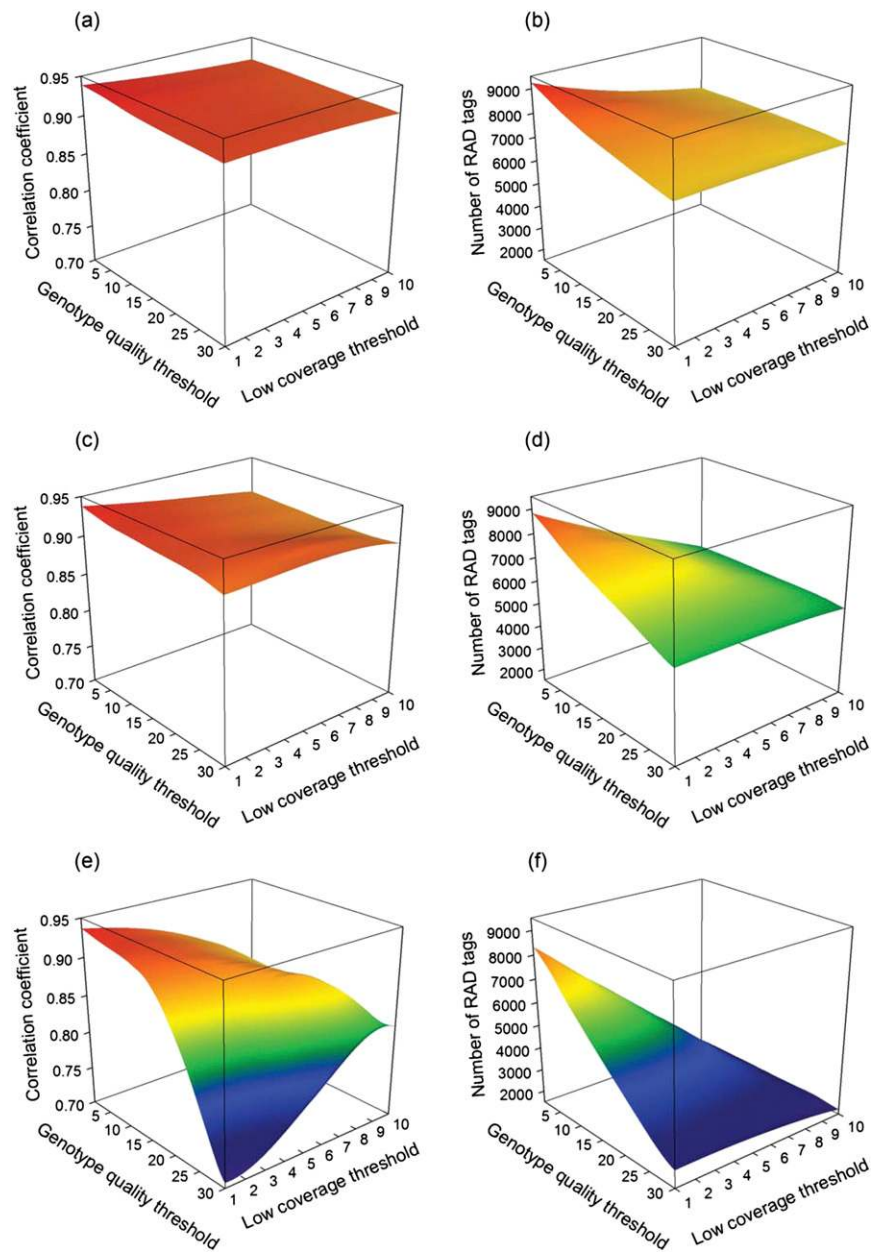 (a)
Correlation coefficient
0.95
0.90
0.85
0.80
0.75
0.70
5
10
15
20
25
30
Genotype quality threshold
1 2 3 4 5 6 7 8 9 10
Low coverage threshold
(b)
Number of RAD tags
9000
8000
7000
6000
5000
4000
3000
2000
5
10
15
20
25
30
Genotype quality threshold
1 2 3 4 5 6 7 8 9 10
Low coverage threshold
(c)
Correlation coefficient
0.95
0.90
0.85
0.80
0.75
0.70
5
10
15
20
25
30
Genotype quality threshold
1 2 3 4 5 6 7 8 9 10
Low coverage threshold
(d)
Number of RAD tags
9000
8000
7000
6000
5000
4000
3000
2000
5
10
15
20
25
30
Genotype quality threshold
1 2 3 4 5 6 7 8 9 10
Low coverage threshold
(e)
Correlation coefficient
0.95
0.90
0.85
0.80
0.75
0.70
5
10
15
20
25
30
Genotype quality threshold
1 2 3 4 5 6 7 8 9 10
Low coverage threshold
(f)
Number of RAD tags
9000
8000
7000
6000
5000
4000
3000
2000
5
10
15
20
25
30
Genotype quality threshold
1 2 3 4 5 6 7 8 9 10
Low coverage threshold